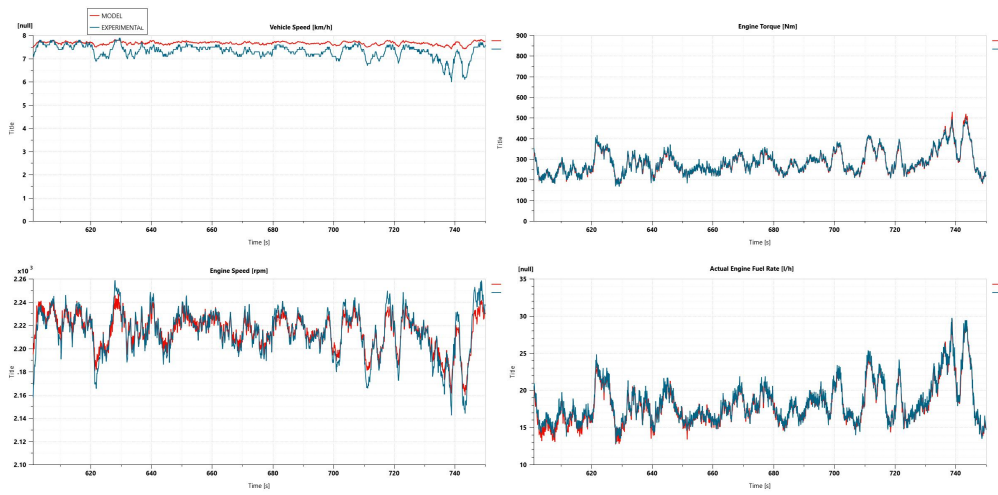 MODEL
EXPERIMENTAL
[null]
Vehicle Speed [km/h]
8
7
6
5
4
3
2
1
0
Title
620 640 660 680 700 720 740
Time [s]
Engine Torque [Nm]
900
800
700
600
500
400
300
200
100
0
Title
620 640 660 680 700 720 740
Time [s]
x10 3
Engine Speed [rpm]
2.26
2.24
2.22
2.20
2.18
2.16
2.14
2.12
2.10
Title
620 640 660 680 700 720 740
Time [s]
[null]
Actual Engine Fuel Rate [l/h]
35
30
25
20
15
10
Title
620 640 660 680 700 720 740
Time [s]